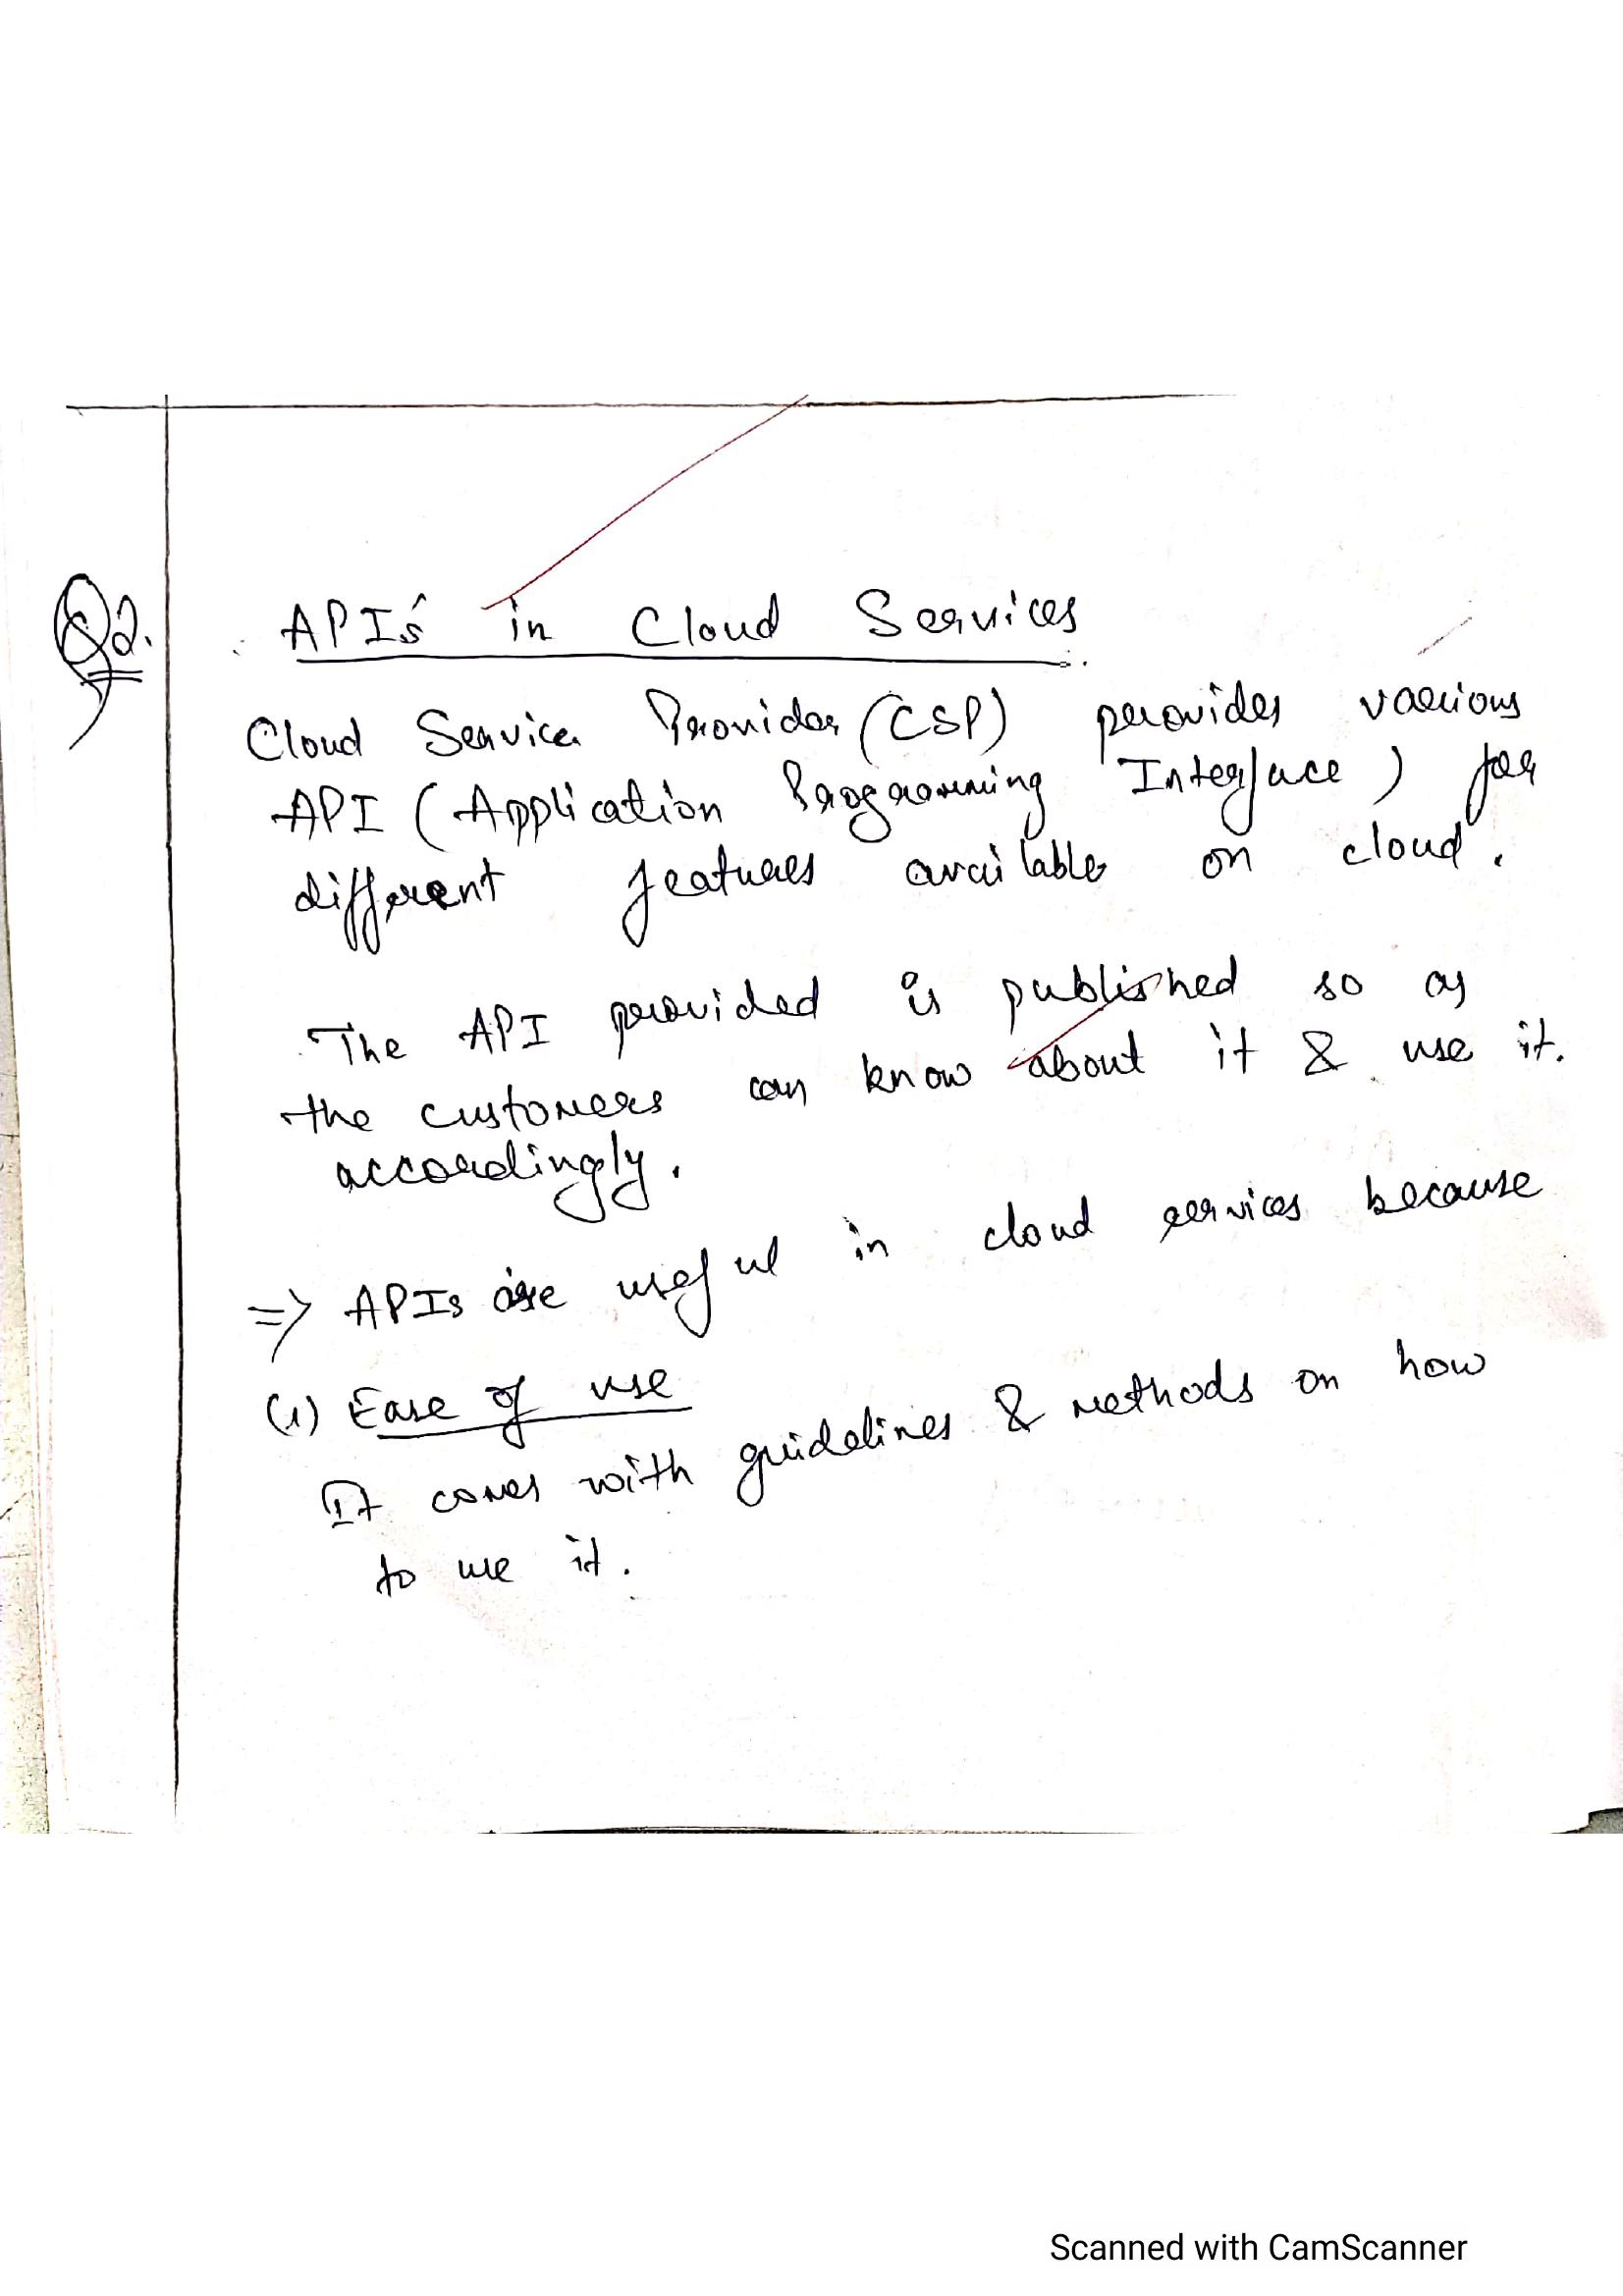 Q2.
API's in Cloud Services
Cloud Service Provider (CSP) provides various
API (Application Programming Interface) for
different features available on cloud.
The API provided is published so as
the customers can know about it & use it.
accordingly.
=> APIs are useful in cloud services because
(1) Ease of use
It comes with guidelines & methods on how
to use it.
Scanned with CamScanner